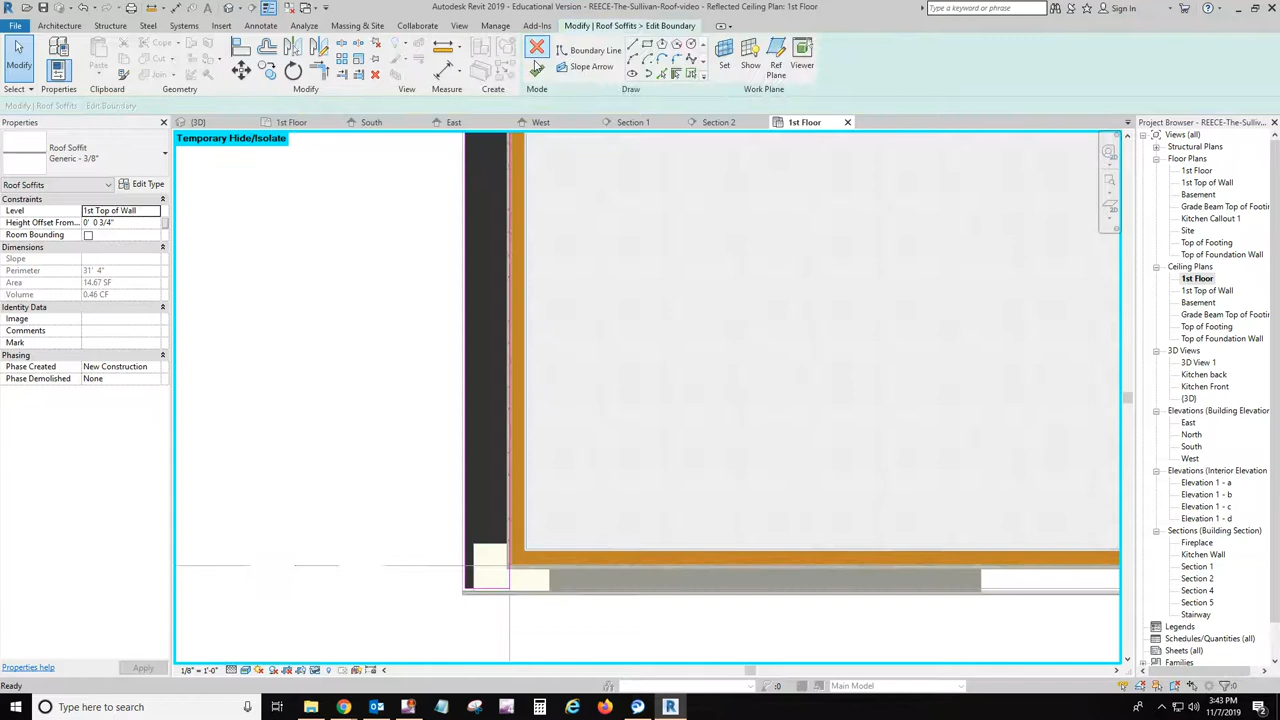 Autodesk Revit 2019.2 - Educational Version - REECE-The-Sullivan-Roof-video - Reflected Ceiling Plan: 1st Floor
Type a keyword or phrase
Sign In
File Architecture Structure Steel Systems Insert Annotate Analyze Massing & Site Collaborate View Manage Add-Ins Modify | Roof Soffits > Edit Boundary
Modify Paste Cope Cut Join Boundary Line Slope Arrow Set Show Ref Plane Viewer
Select Properties Clipboard Geometry Modify View Measure Create Mode Draw Work Plane
Modify | Roof Soffits > Edit Boundary
Properties
{3D} 1st Floor South East West Section 1 Section 2 1st Floor
Project Browser - REECE-The-Sullivan-R...
Temporary Hide/Isolate
Roof Soffit
Generic - 3/8"
Roof Soffits Edit Type
Constraints
Level 1st Top of Wall
Height Offset From... 0' 0 3/4"
Room Bounding
Dimensions
Slope
Perimeter 31' 4"
Area 14.67 SF
Volume 0.46 CF
Identity Data
Image
Comments
Mark
Phasing
Phase Created New Construction
Phase Demolished None
Properties help Apply
Views (all)
Structural Plans
Floor Plans
1st Floor
1st Top of Wall
Basement
Grade Beam Top of Footin
Kitchen Callout 1
Site
Top of Footing
Top of Foundation Wall
Ceiling Plans
1st Floor
1st Top of Wall
Basement
Grade Beam Top of Footin
Top of Footing
Top of Foundation Wall
3D Views
3D View 1
Kitchen back
Kitchen Front
{3D}
Elevations (Building Elevation
East
North
South
West
Elevations (Interior Elevation
Elevation 1 - a
Elevation 1 - b
Elevation 1 - c
Elevation 1 - d
Sections (Building Section)
Fireplace
Kitchen Wall
Section 1
Section 2
Section 4
Section 5
Stairway
Legends
Schedules/Quantities (all)
Sheets (all)
Families
1/8" = 1'-0"
Ready
:0 Main Model :0
Type here to search
3:43 PM
11/7/2019